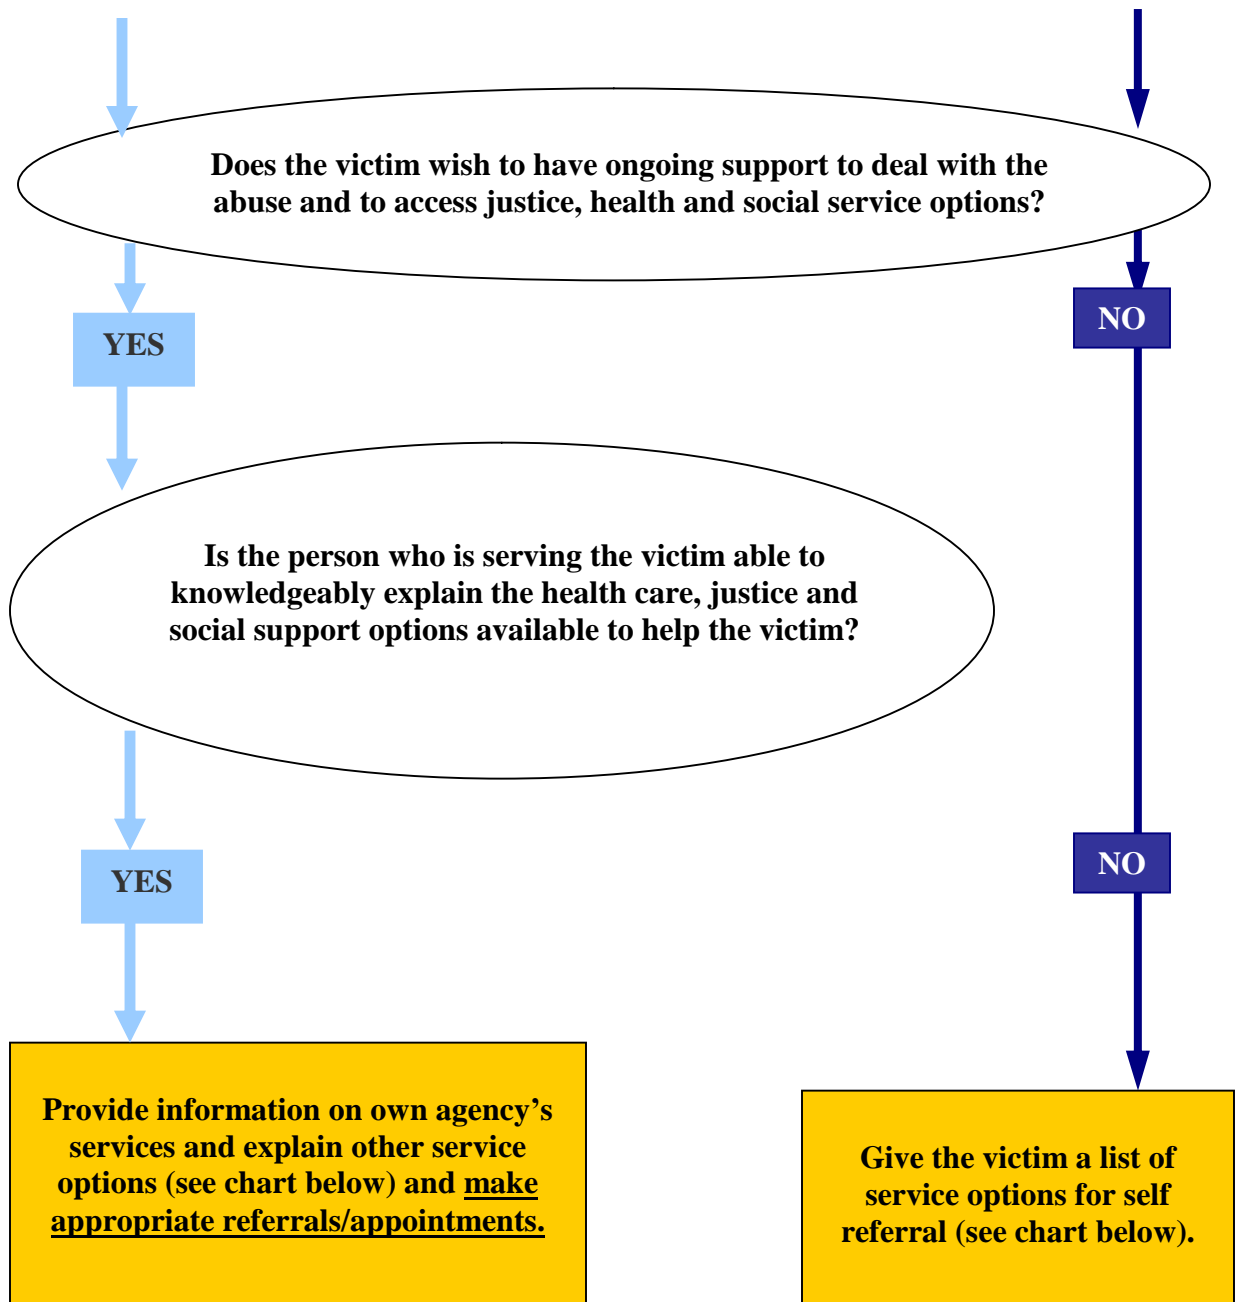 Does the victim wish to have ongoing support to deal with the
abuse and to access justice, health and social service options?
YES
NO
Is the person who is serving the victim able to
knowledgeably explain the health care, justice and
social support options available to help the victim?
YES
NO
Provide information on own agency’s
services and explain other service
options (see chart below) and make
appropriate referrals/appointments.
Give the victim a list of
service options for self
referral (see chart below).